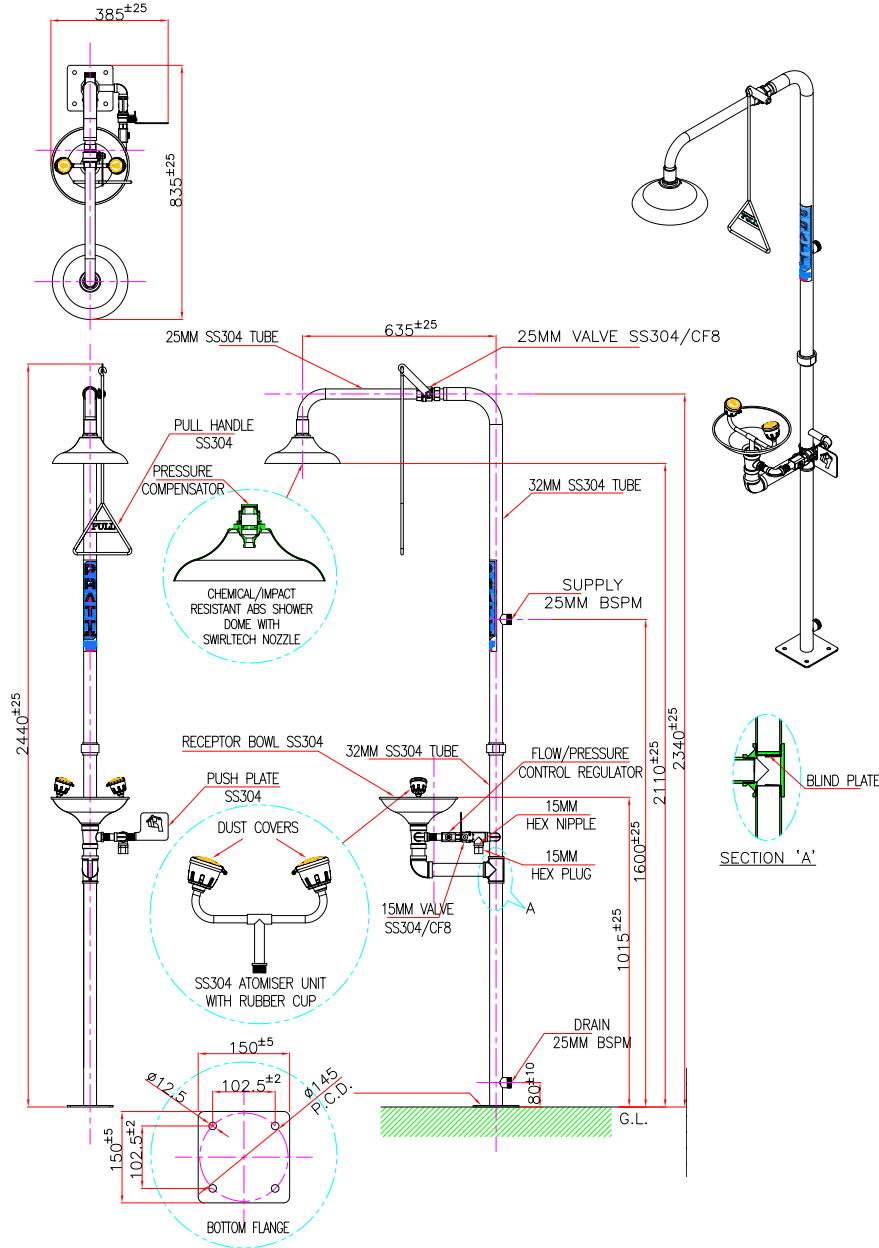 385±25
835±25
PULL
635±25
25MM SS304 TUBE
25MM VALVE SS304/CF8
PULL HANDLE
SS304
PRESSURE
COMPENSATOR
PULL
32MM SS304 TUBE
PRATT
CHEMICAL/IMPACT
RESISTANT ABS SHOWER
DOME WITH
SWIRLTECH NOZZLE
SUPPLY
25MM BSPM
2440±25
2340±25
2110±25
1600±25
1015±25
RECEPTOR BOWL SS304
32MM SS304 TUBE
FLOW/PRESSURE
CONTROL REGULATOR
PUSH PLATE
SS304
DUST COVERS
15MM
HEX NIPPLE
15MM
HEX PLUG
BLIND PLATE
SECTION 'A'
A
15MM VALVE
SS304/CF8
SS304 ATOMISER UNIT
WITH RUBBER CUP
DRAIN
25MM BSPM
80±10
G.L.
150±5
102.5±2
ø12.5
ø145
P.C.D.
150±5
102.5±2
BOTTOM FLANGE